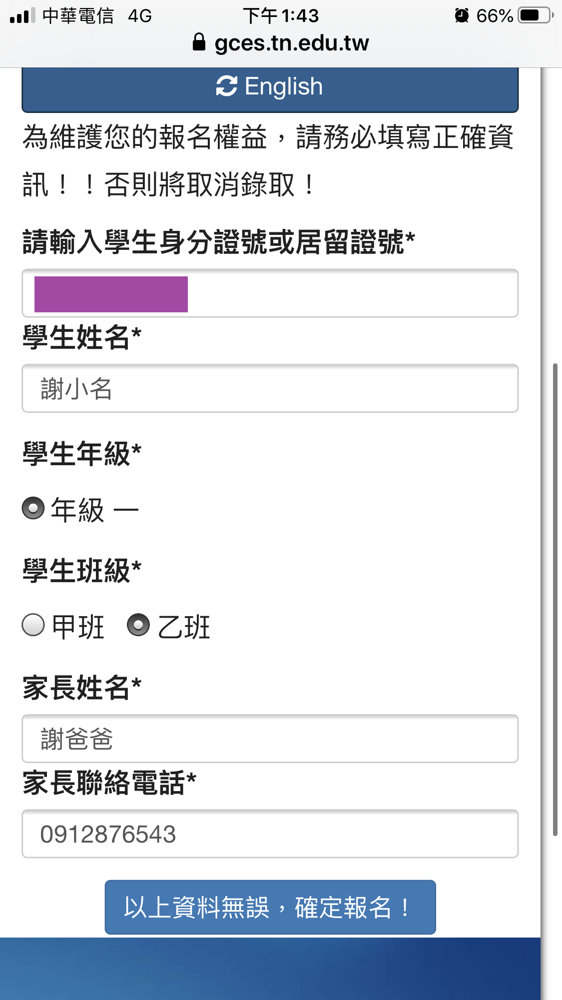 中華電信 4G 下午 1:43 66%
gces.tn.edu.tw
English
為維護您的報名權益，請務必填寫正確資
訊！！否則將取消錄取！
請輸入學生身分證號或居留證號*
學生姓名*
謝小名
學生年級*
年級 一
學生班級*
甲班 乙班
家長姓名*
謝爸爸
家長聯絡電話*
0912876543
以上資料無誤，確定報名！